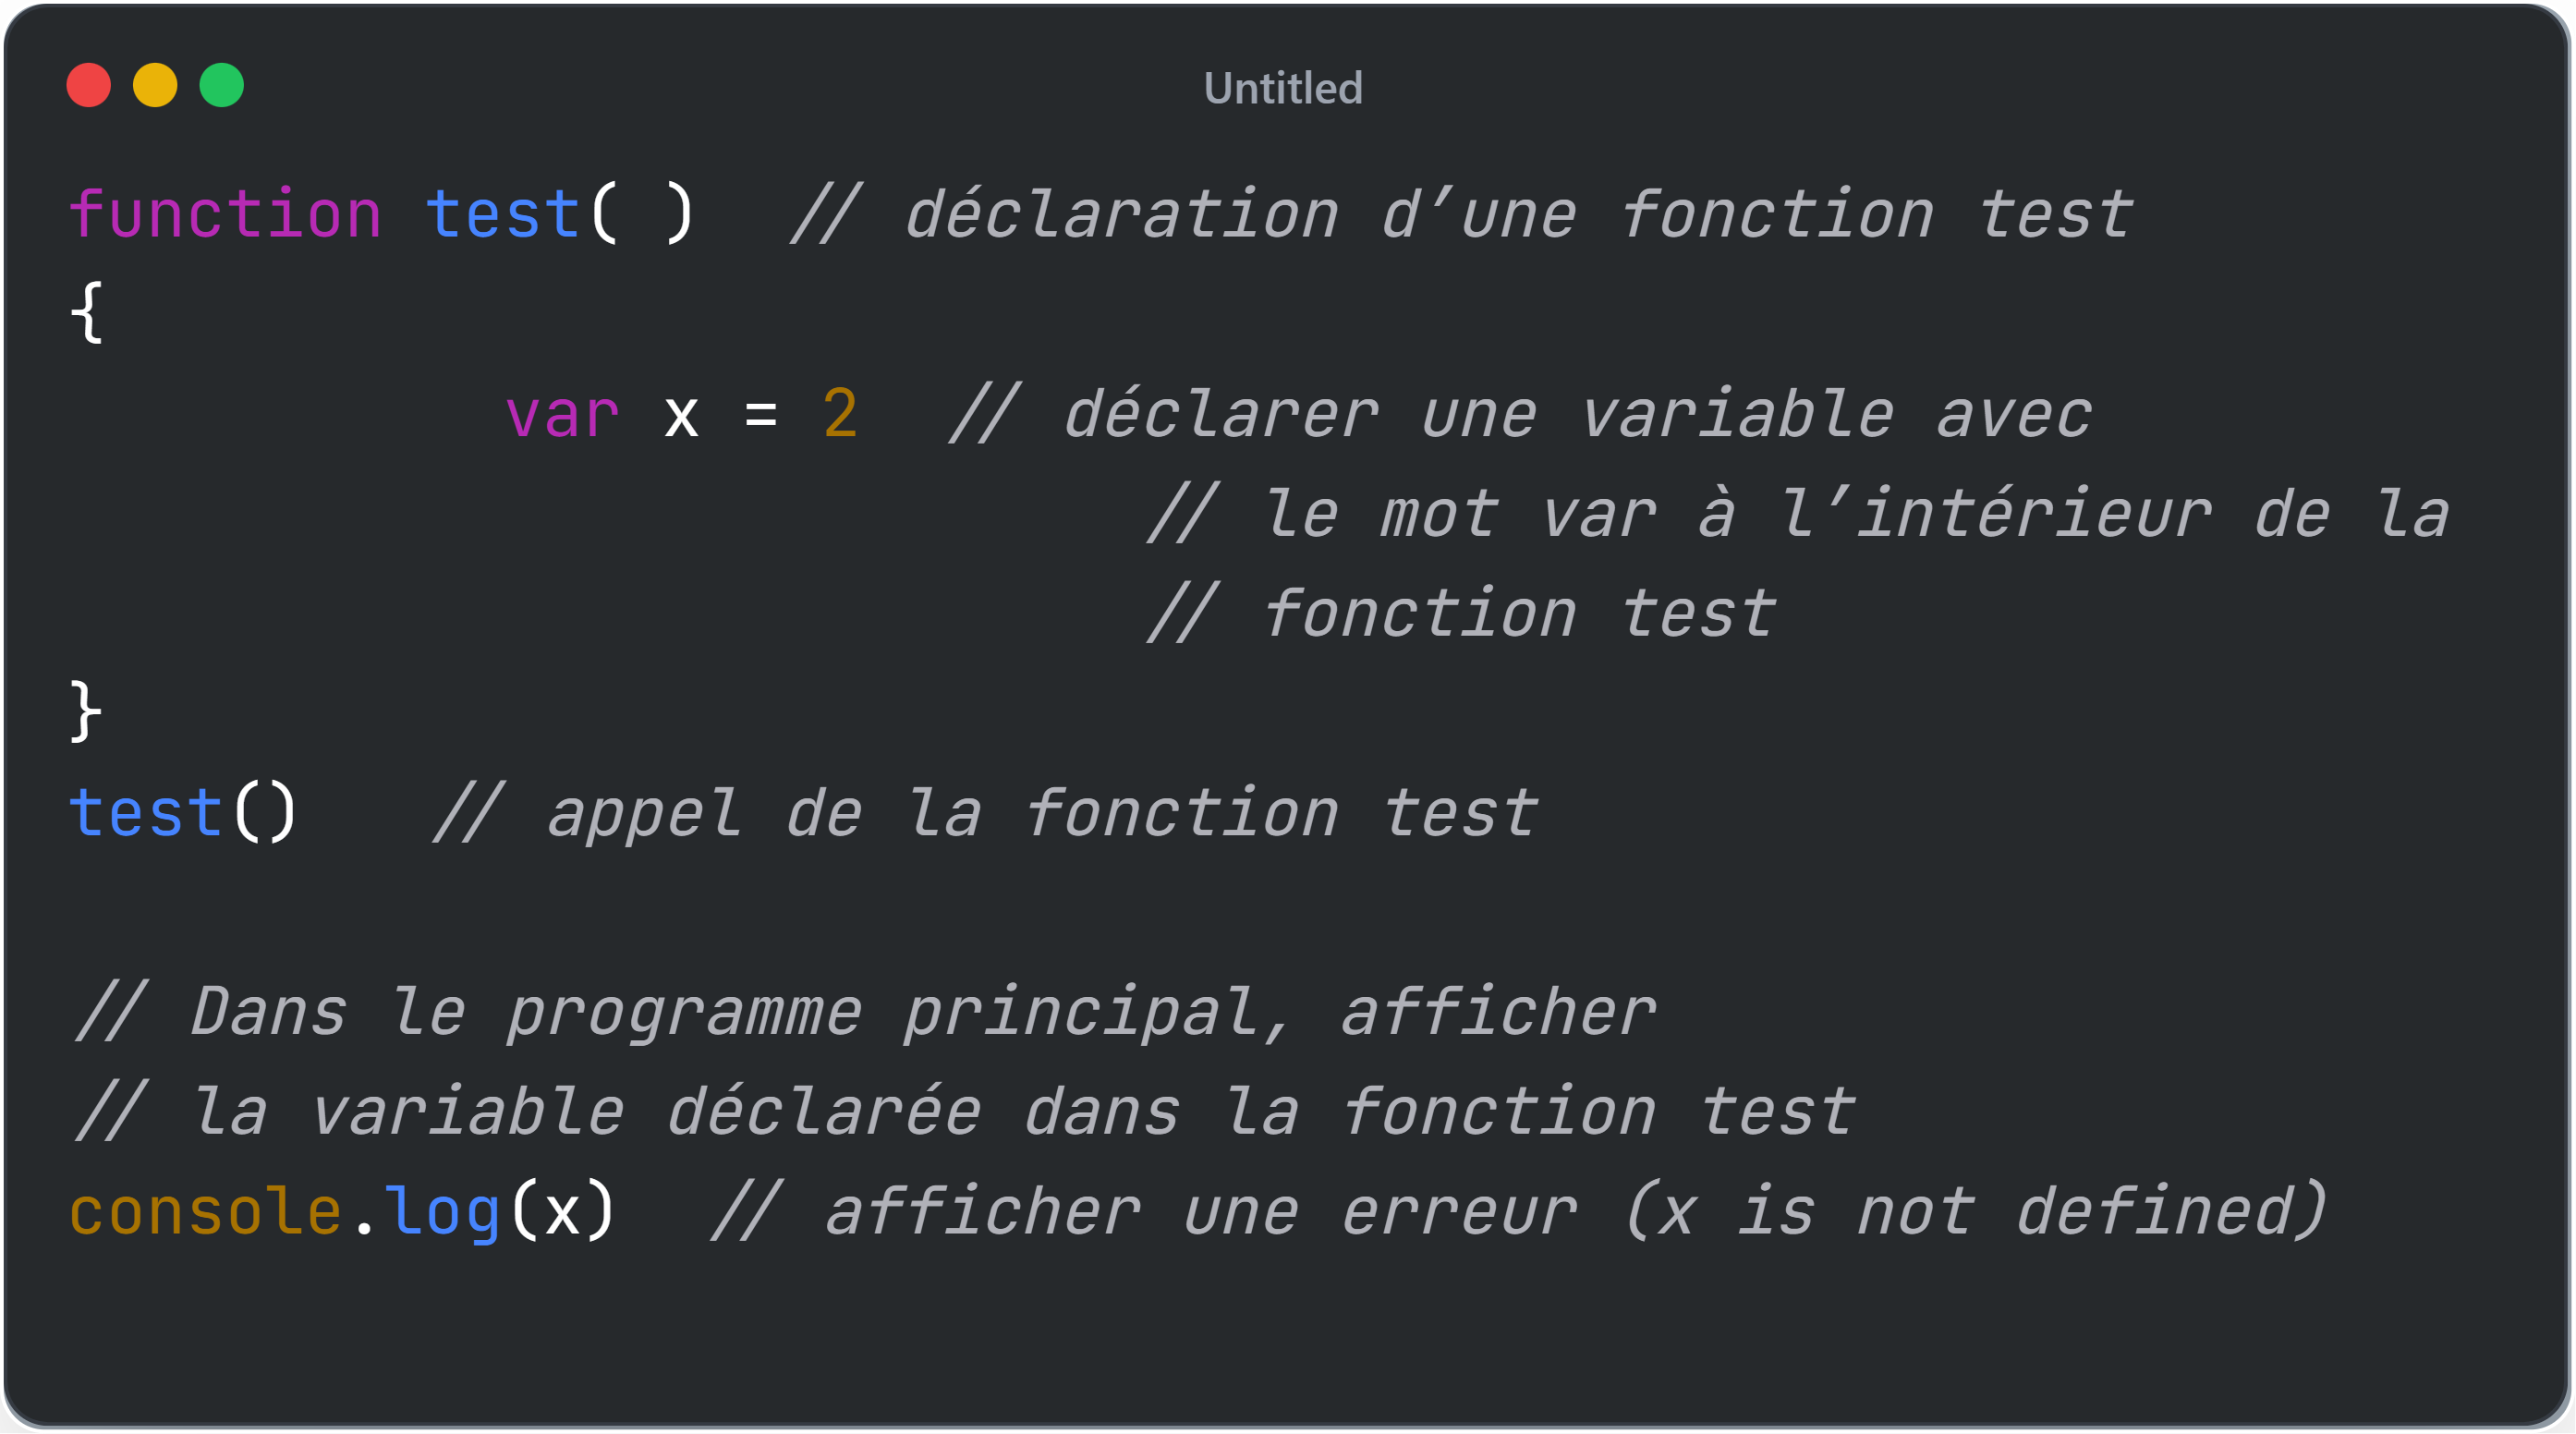 Untitled
function test( )  // déclaration d’une fonction test
{
           var x = 2  // déclarer une variable avec
                           // le mot var à l’intérieur de la
                           // fonction test
}
test()   // appel de la fonction test

// Dans le programme principal, afficher
// la variable déclarée dans la fonction test
console.log(x)  // afficher une erreur (x is not defined)